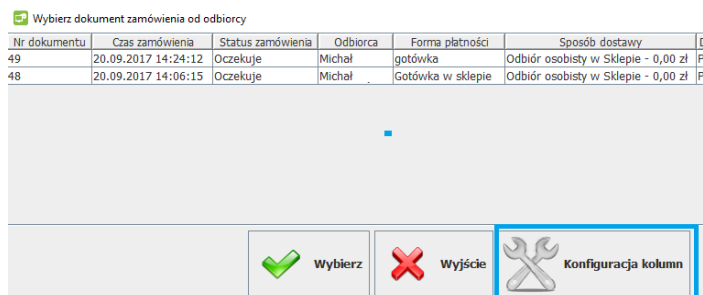 Wybierz dokument zamówienia od odbiorcy
Nr dokumentu Czas zamówienia Status zamówienia Odbiorca Forma płatności Sposób dostawy
49 20.09.2017 14:24:12 Oczekuje Michał gotówka Odbiór osobisty w Sklepie - 0,00 zł
48 20.09.2017 14:06:15 Oczekuje Michał Gotówka w sklepie Odbiór osobisty w Sklepie - 0,00 zł
Wybierz Wyjście Konfiguracja kolumn